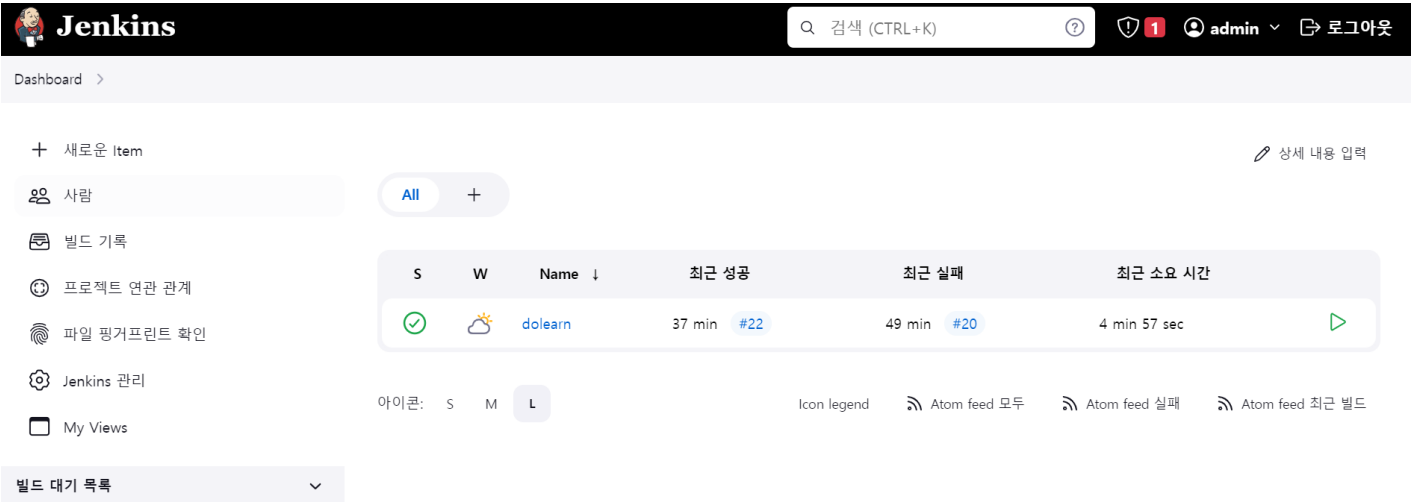 Jenkins
검색 (CTRL+K)
1
admin
로그아웃
Dashboard
새로운 Item
사람
빌드 기록
프로젝트 연관 관계
파일 핑거프린트 확인
Jenkins 관리
My Views
빌드 대기 목록
상세 내용 입력
All +
S W Name ↓ 최근 성공 최근 실패 최근 소요 시간
dolearn 37 min #22 49 min #20 4 min 57 sec
아이콘: S M L
Icon legend Atom feed 모두 Atom feed 실패 Atom feed 최근 빌드